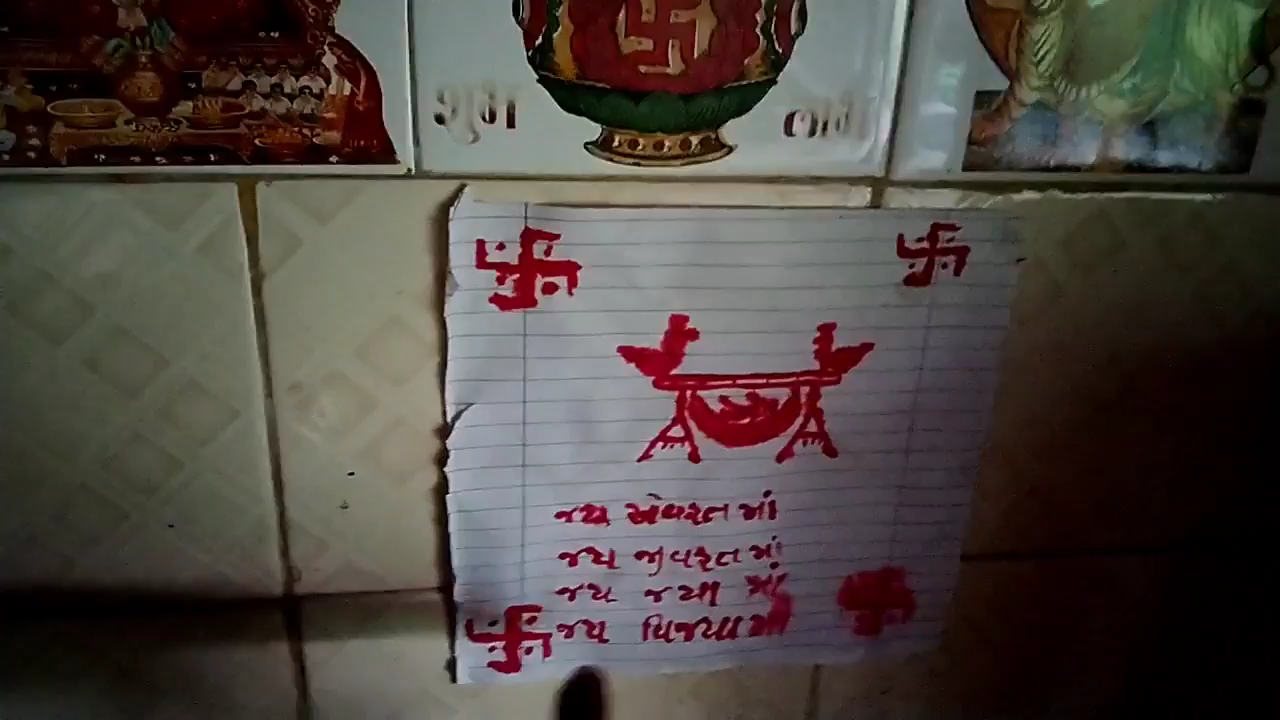 શુભ લાભ
જય એવરત માં
જય જીવરત માં
જય જયા માં
જય વિજયા માં